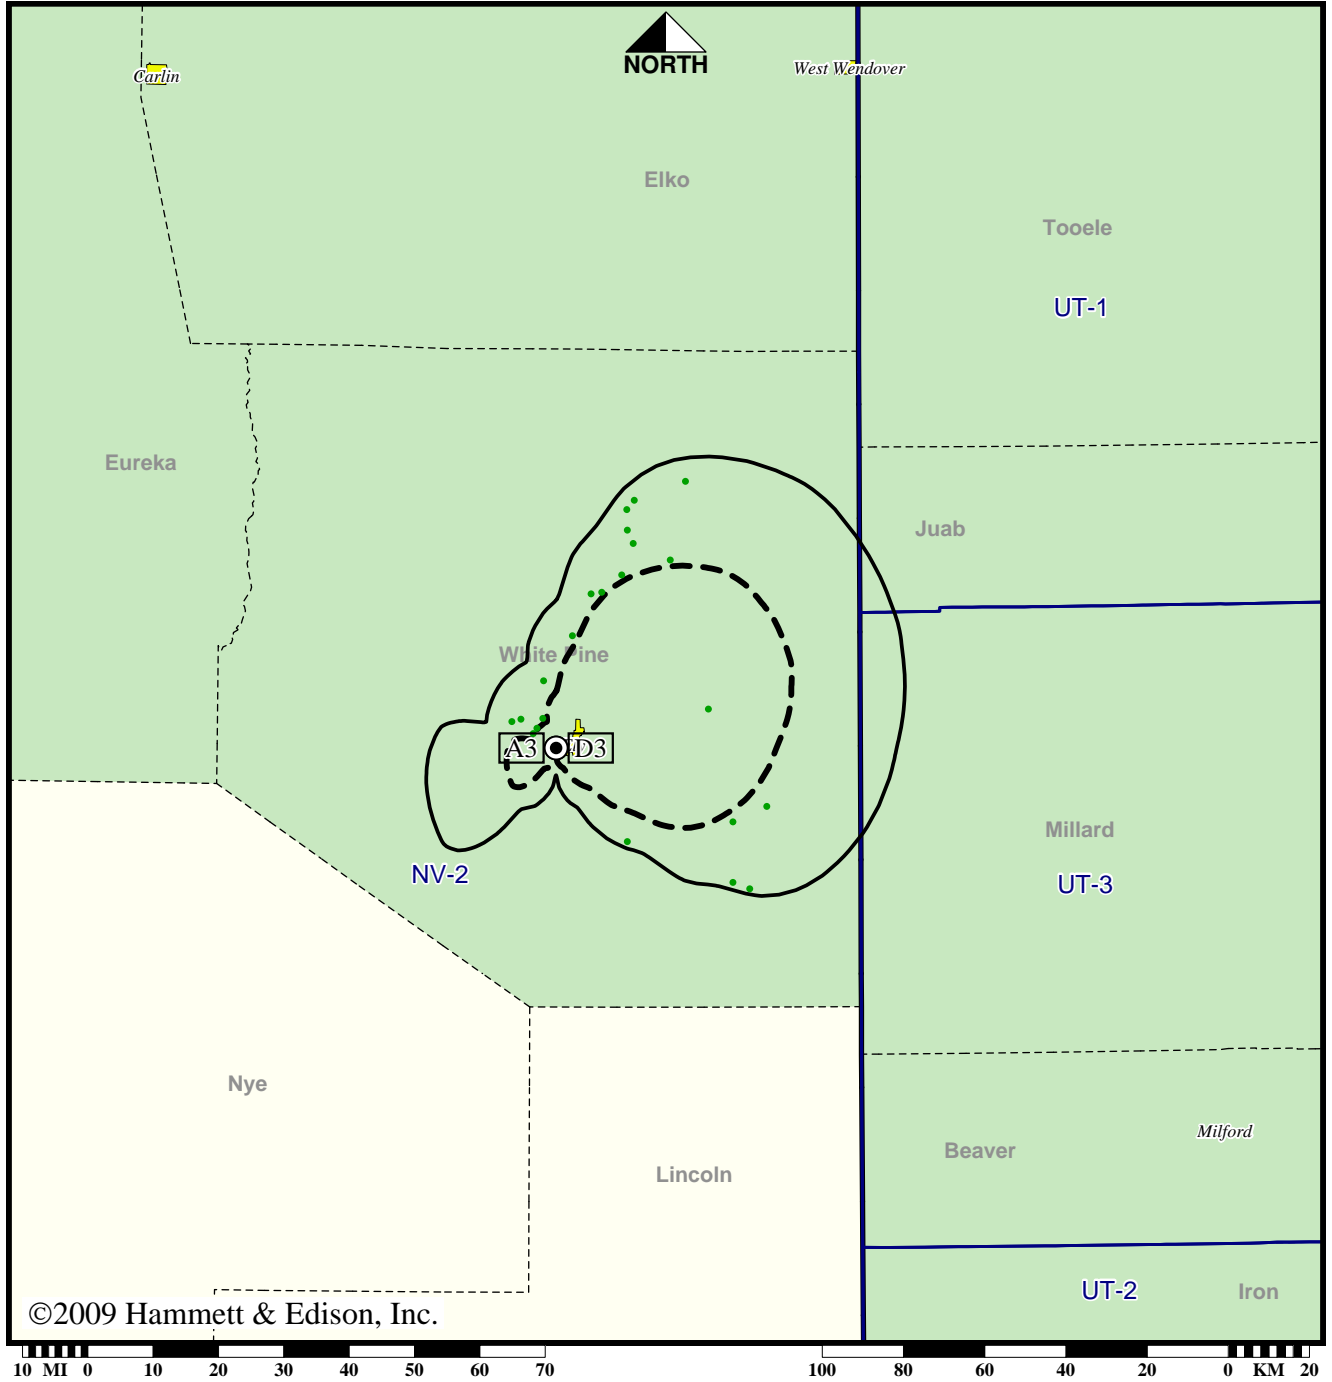 NORTH
Carlin
West Wendover
Elko
Tooele
UT-1
Eureka
Juab
White Pine
A3
D3
Millard
NV-2
UT-3
Nye
Milford
Beaver
Lincoln
UT-2
Iron
©2009 Hammett & Edison, Inc.
10 MI 0 10 20 30 40 50 60 70 100 80 60 40 20 0 KM 20